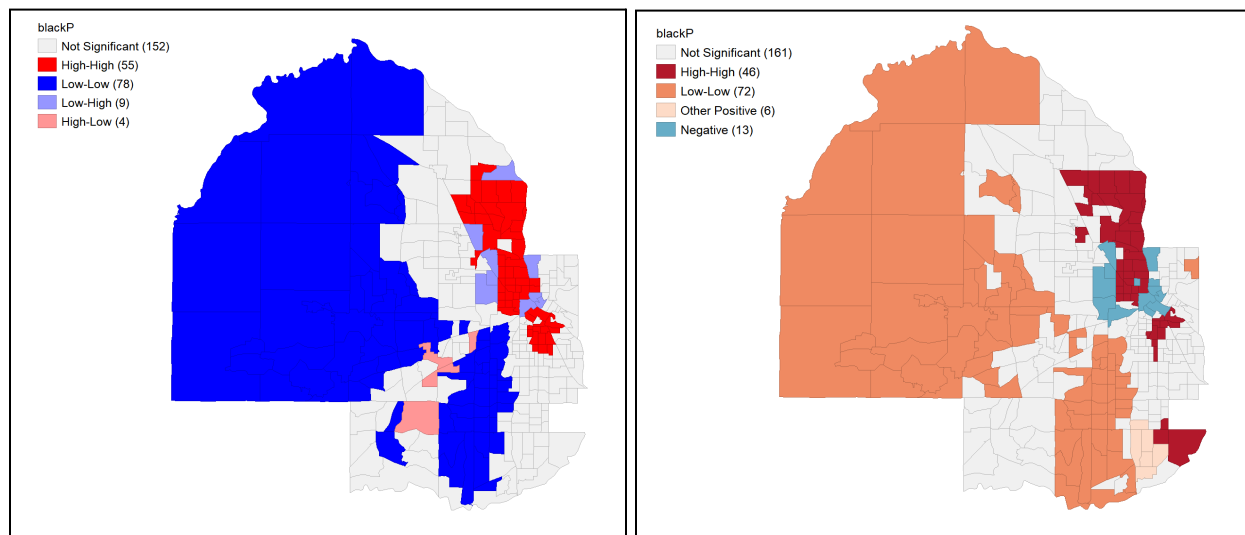 blackP
Not Significant (152)
High-High (55)
Low-Low (78)
Low-High (9)
High-Low (4)
blackP
Not Significant (161)
High-High (46)
Low-Low (72)
Other Positive (6)
Negative (13)